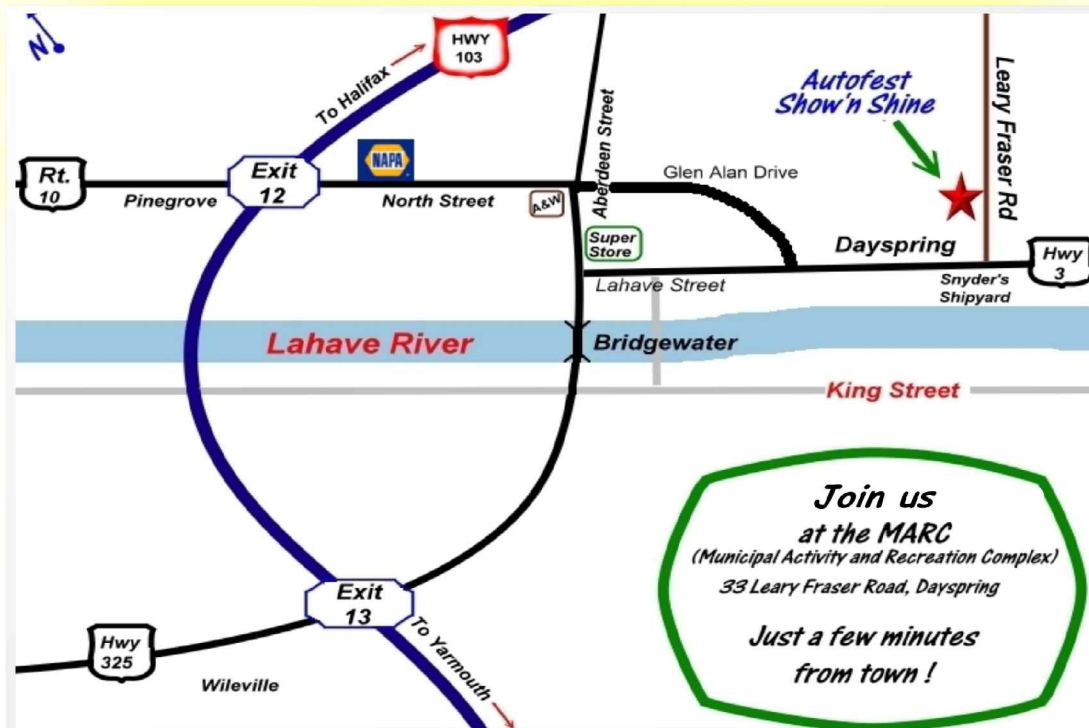 N
HWY
103
To Halifax
Aberdeen Street
Autofest
Show'n Shine
Leary Fraser Rd
Rt.
10
Pinegrove
Exit
12
NAPA
North Street
A&W
Glen Alan Drive
Super
Store
Dayspring
Hwy
3
Lahave Street
Snyder's
Shipyard
Lahave River
Bridgewater
King Street
Exit
13
To Yarmouth
Hwy
325
Wileville
Join us
at the MARC
(Municipal Activity and Recreation Complex)
33 Leary Fraser Road, Dayspring
Just a few minutes
from town !